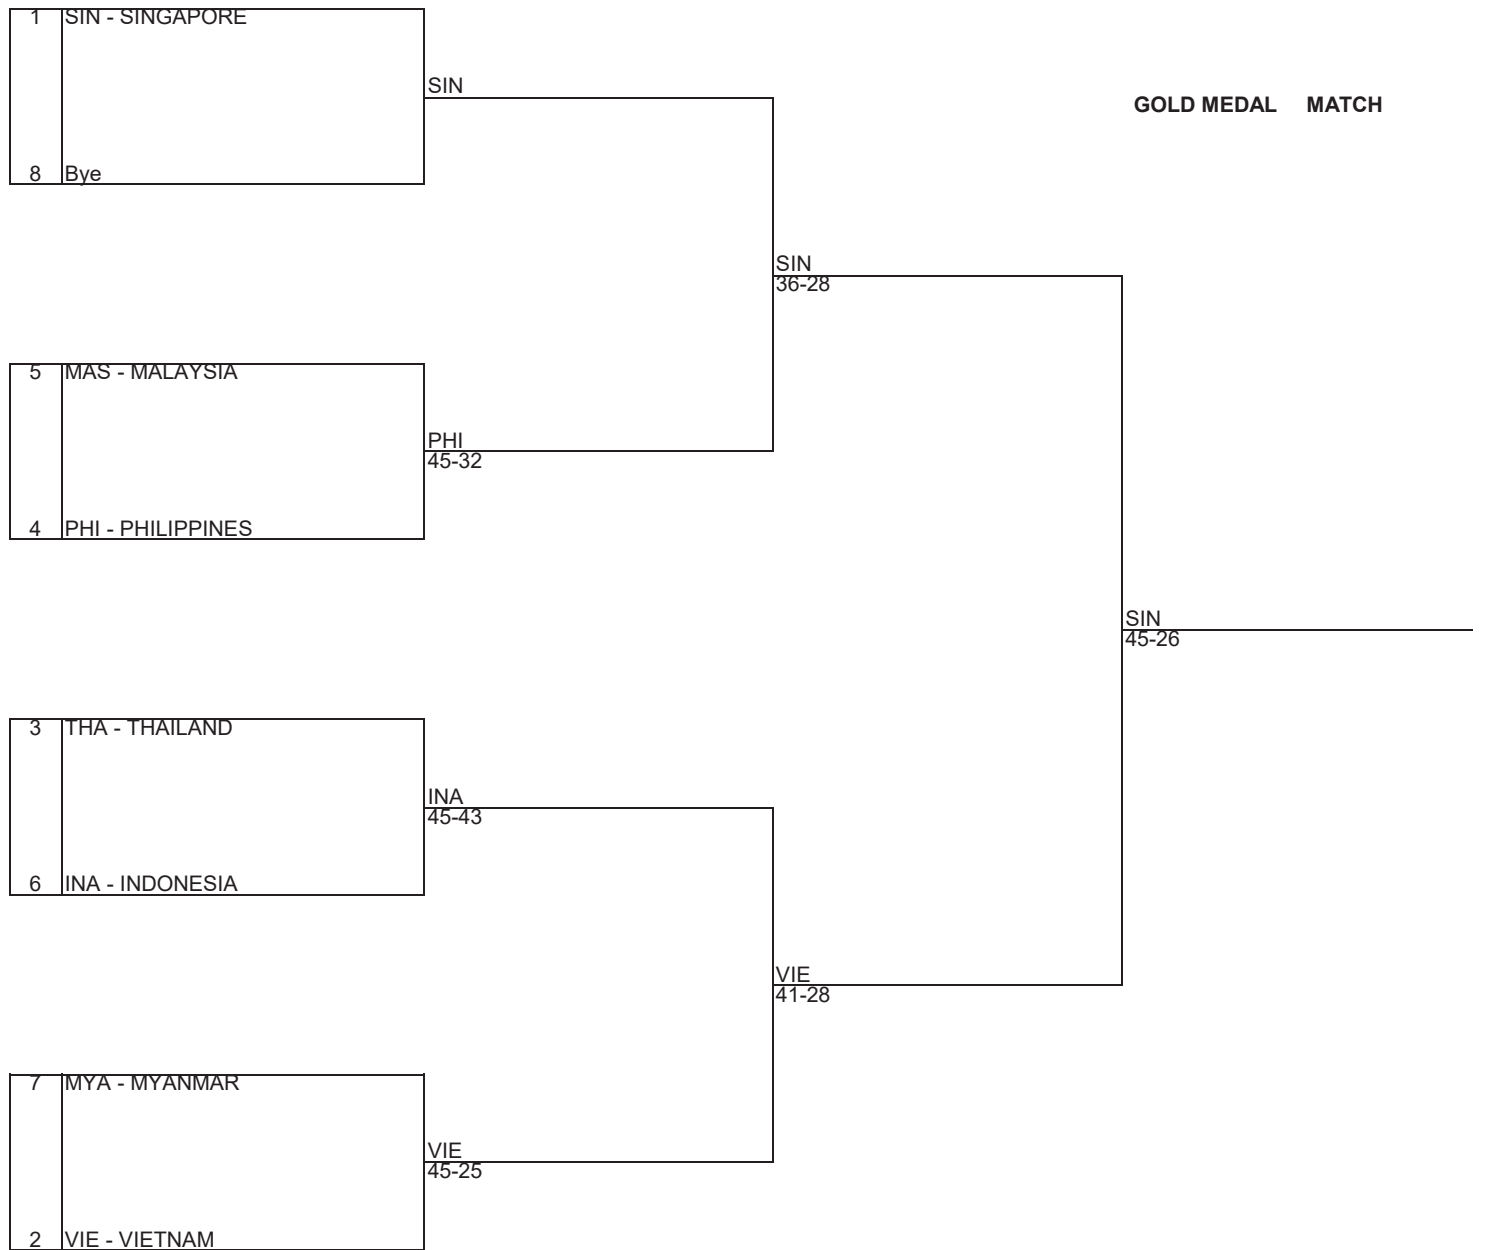 1 SIN - SINGAPORE
SIN
GOLD MEDAL MATCH
8 Bye
SIN
36-28
5 MAS - MALAYSIA
PHI
45-32
4 PHI - PHILIPPINES
SIN
45-26
3 THA - THAILAND
INA
45-43
6 INA - INDONESIA
VIE
41-28
7 MYA - MYANMAR
VIE
45-25
2 VIE - VIETNAM